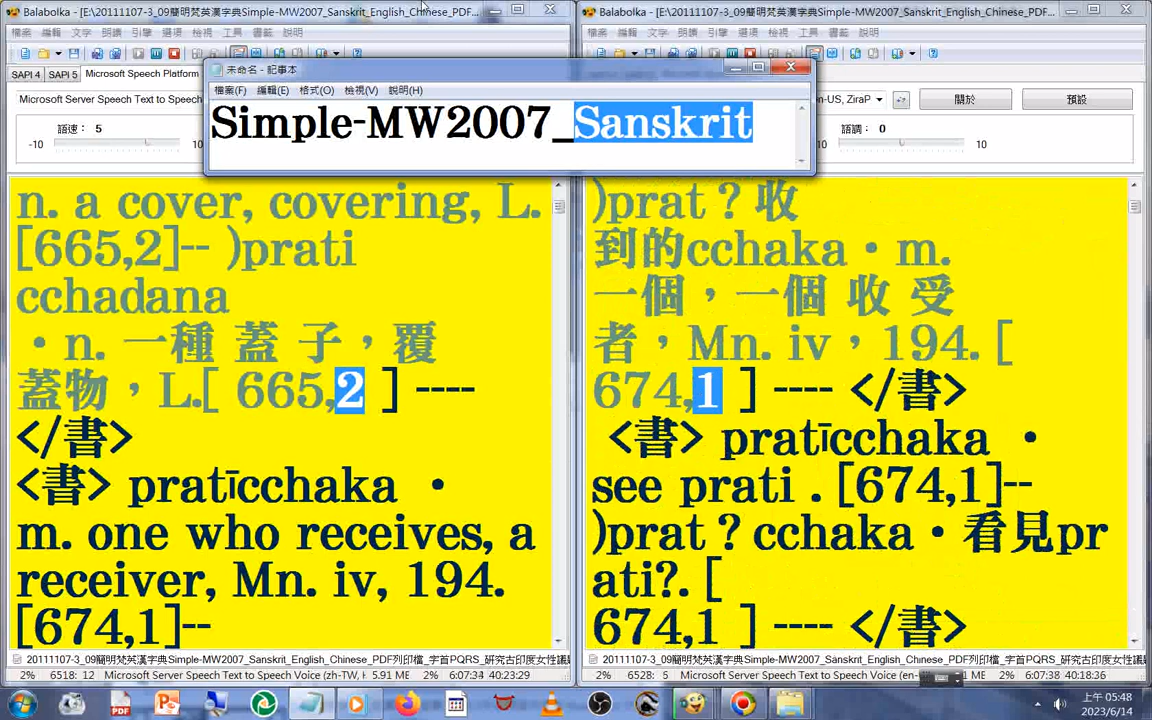 Balabolka - [E:\20111107-3_09簡明梵英漢字典Simple-MW2007_Sanskrit_English_Chinese_PDF...
檔案 編輯 文字 朗讀 引擎 選項 檢視 工具 書籤 說明
SAPI 4 SAPI 5 Microsoft Speech Platform
Microsoft Server Speech Text to Speech
語速： 5
-10 10
n. a cover, covering, L.
[665,2]-- )prati
cchadana
・n. 一種 蓋 子，覆
蓋物，L.[ 665,2 ] ----
</書>
<書> pratīcchaka ・
m. one who receives, a
receiver, Mn. iv, 194.
[674,1]--
20111107-3_09簡明梵英漢字典Simple-MW2007_Sanskrit_English_Chinese_PDF列印檔_字首PQRS_研究古印度女性議
2% 6518: 12 Microsoft Server Speech Text to Speech Voice (zh-TW, H 5.91 MB 2% 6:07:34 40:23:29
未命名 - 記事本
檔案(F) 編輯(E) 格式(O) 檢視(V) 說明(H)
Simple-MW2007_Sanskrit
Balabolka - [E:\20111107-3_09簡明梵英漢字典Simple-MW2007_Sanskrit_English_Chinese_PDF...
檔案 編輯 文字 朗讀 引擎 選項 檢視 工具 書籤 說明
en-US, ZiraP
關於 預設
語調： 0
10 10
)prat？收
到的cchaka・m.
一個，一個 收 受
者，Mn. iv，194. [
674,1 ] ---- </書>
<書> pratīcchaka ・
see prati . [674,1]--
)prat？cchaka・看見pr
ati?. [
674,1 ] ---- </書>
20111107-3_09簡明梵英漢字典Simple-MW2007_Sanskrit_English_Chinese_PDF列印檔_字首PQRS_研究古印度女性議
2% 6528: 5 Microsoft Server Speech Text to Speech Voice (en-US, 1 MB 2% 6:07:38 40:18:36
上午 05:48
2023/6/14